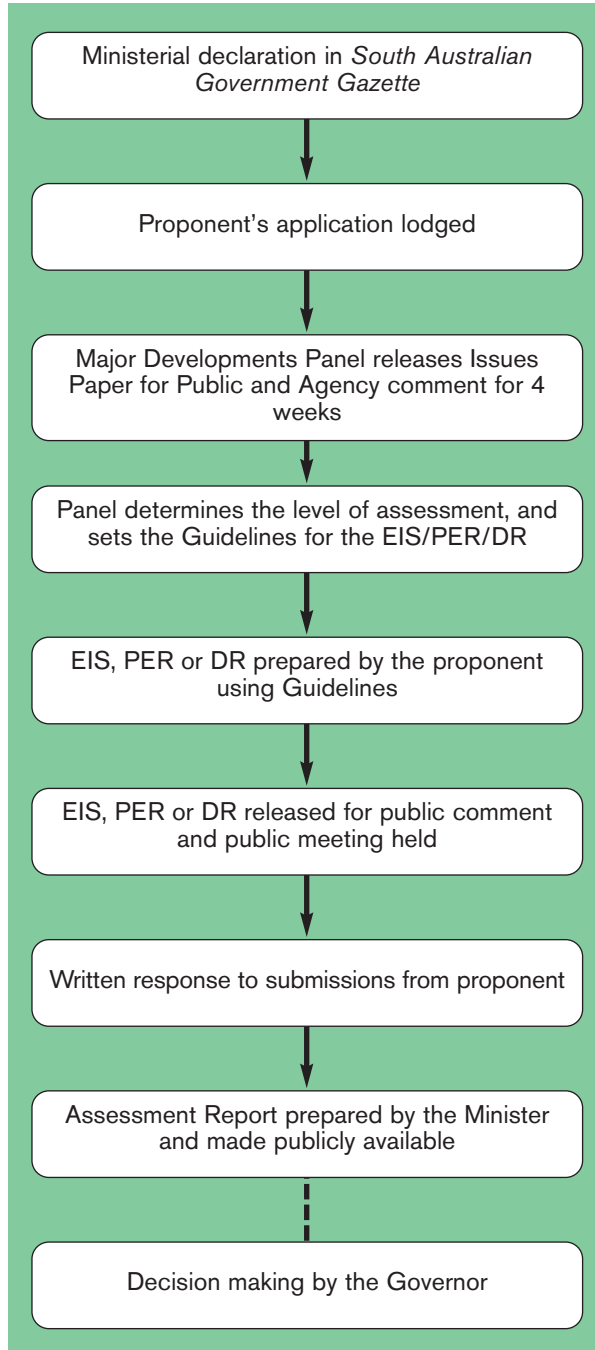 Ministerial declaration in South Australian
Government Gazette
Proponent's application lodged
Major Developments Panel releases Issues
Paper for Public and Agency comment for 4
weeks
Panel determines the level of assessment, and
sets the Guidelines for the EIS/PER/DR
EIS, PER or DR prepared by the proponent
using Guidelines
EIS, PER or DR released for public comment
and public meeting held
Written response to submissions from proponent
Assessment Report prepared by the Minister
and made publicly available
Decision making by the Governor